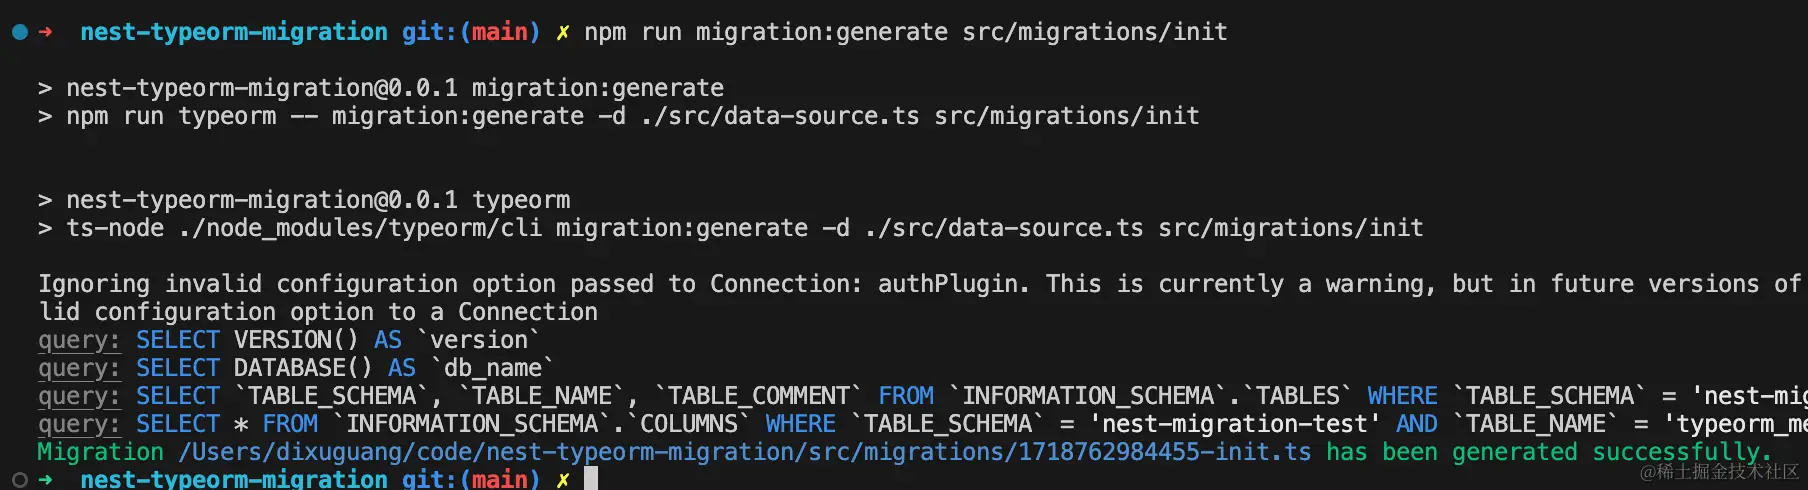 ➜  nest-typeorm-migration git:(main) ✗ npm run migration:generate src/migrations/init
> nest-typeorm-migration@0.0.1 migration:generate
> npm run typeorm -- migration:generate -d ./src/data-source.ts src/migrations/init
> nest-typeorm-migration@0.0.1 typeorm
> ts-node ./node_modules/typeorm/cli migration:generate -d ./src/data-source.ts src/migrations/init
Ignoring invalid configuration option passed to Connection: authPlugin. This is currently a warning, but in future versions of
lid configuration option to a Connection
query: SELECT VERSION() AS `version`
query: SELECT DATABASE() AS `db_name`
query: SELECT `TABLE_SCHEMA`, `TABLE_NAME`, `TABLE_COMMENT` FROM `INFORMATION_SCHEMA`.`TABLES` WHERE `TABLE_SCHEMA` = 'nest-mig
query: SELECT * FROM `INFORMATION_SCHEMA`.`COLUMNS` WHERE `TABLE_SCHEMA` = 'nest-migration-test' AND `TABLE_NAME` = 'typeorm_me
Migration /Users/dixuguang/code/nest-typeorm-migration/src/migrations/1718762984455-init.ts has been generated successfully.
➜  nest-typeorm-migration git:(main) ✗
@稀土掘金技术社区